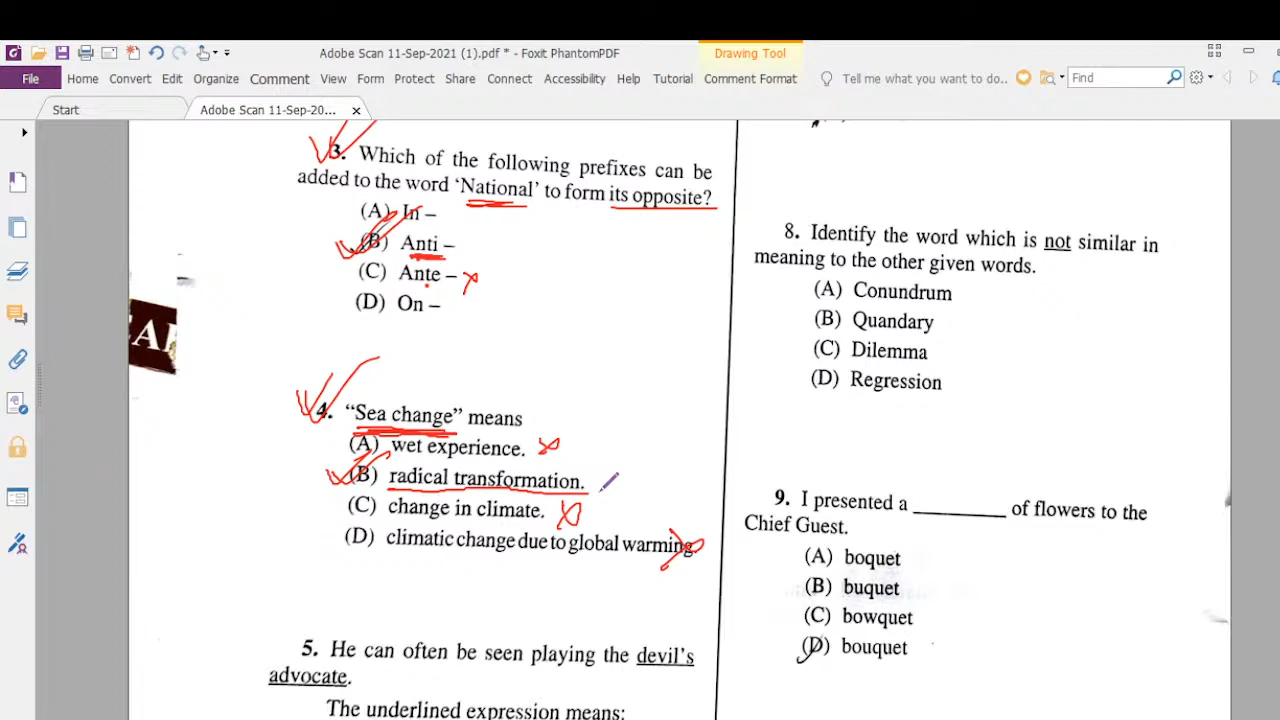 Adobe Scan 11-Sep-2021 (1).pdf * - Foxit PhantomPDF
Drawing Tool
File Home Convert Edit Organize Comment View Form Protect Share Connect Accessibility Help Tutorial Comment Format Tell me what you want to do.. Find
Start
Adobe Scan 11-Sep-20...
3. Which of the following prefixes can be
added to the word ‘National’ to form its opposite?
(A) In –
(B) Anti –
(C) Ante –
(D) On –
4. “Sea change” means
(A) wet experience.
(B) radical transformation.
(C) change in climate.
(D) climatic change due to global warming.
5. He can often be seen playing the devil's
advocate.
The underlined expression means:
8. Identify the word which is not similar in
meaning to the other given words.
(A) Conundrum
(B) Quandary
(C) Dilemma
(D) Regression
9. I presented a __________ of flowers to the
Chief Guest.
(A) boquet
(B) buquet
(C) bowquet
(D) bouquet